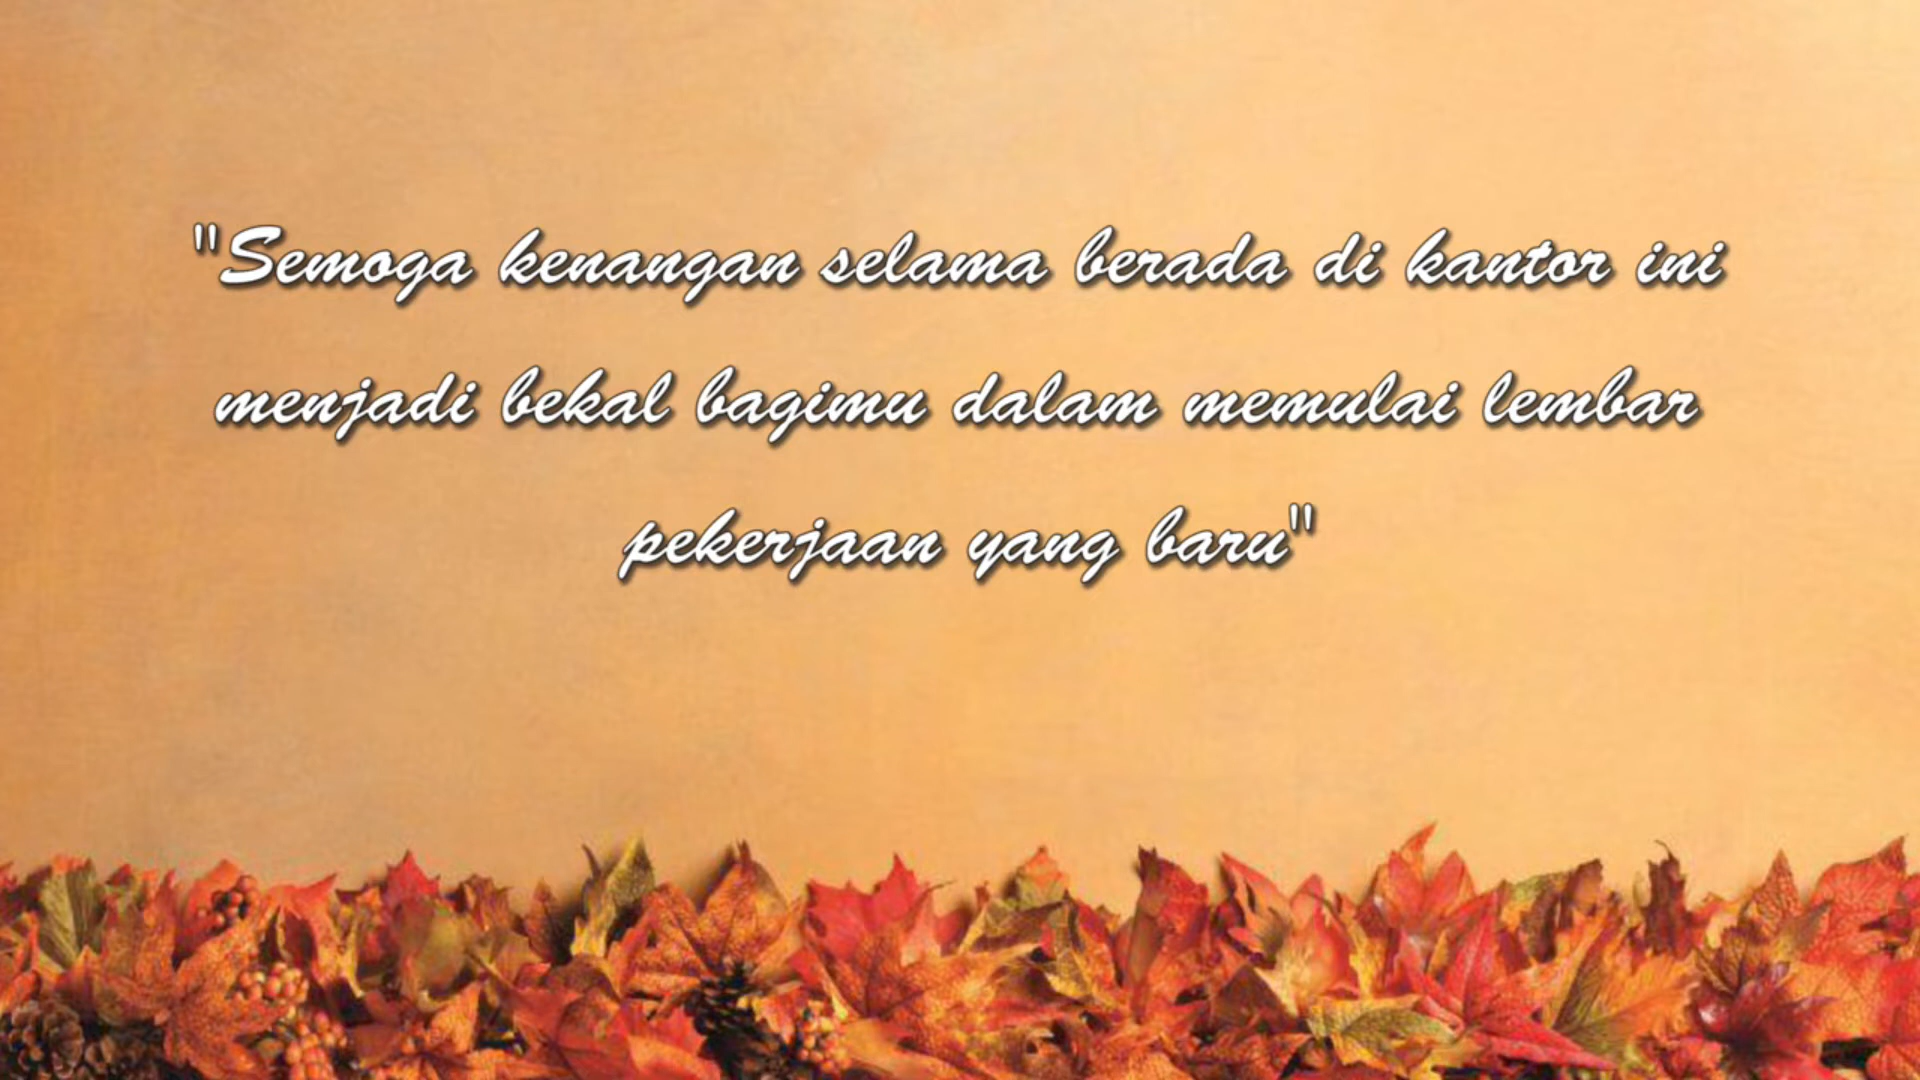 "Semoga kenangan selama berada di kantor ini
menjadi bekal bagimu dalam memulai lembar
pekerjaan yang baru"